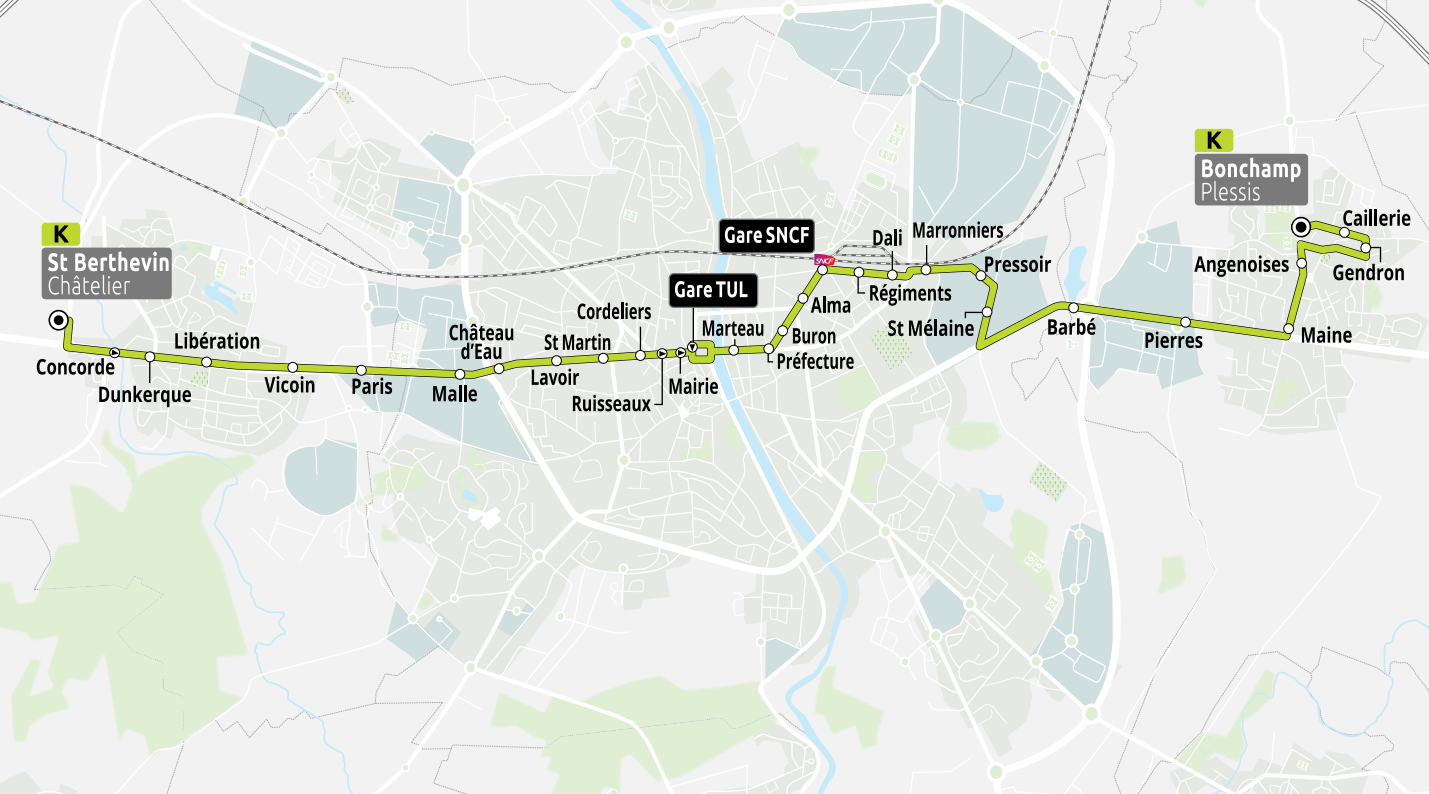 K
St Berthevin
Châtelier
Concorde
Dunkerque
Libération
Vicoin
Paris
Malle
Château
d'Eau
Lavoir
St Martin
Cordeliers
Ruisseaux
Mairie
Gare TUL
Marteau
Préfecture
Buron
Alma
Gare SNCF
SNCF
Régiments
Dali
Marronniers
Pressoir
St Mélaine
Barbé
Pierres
Maine
Angenoises
Gendron
Caillerie
K
Bonchamp
Plessis